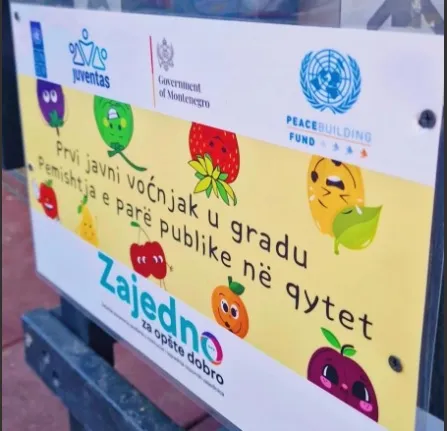 juventas
Government
of Montenegro
PEACEBUILDING
FUND
Prvi javni voćnjak u gradu
Pemishtja e parë publike në qytet
Zajedno
za opšte dobro